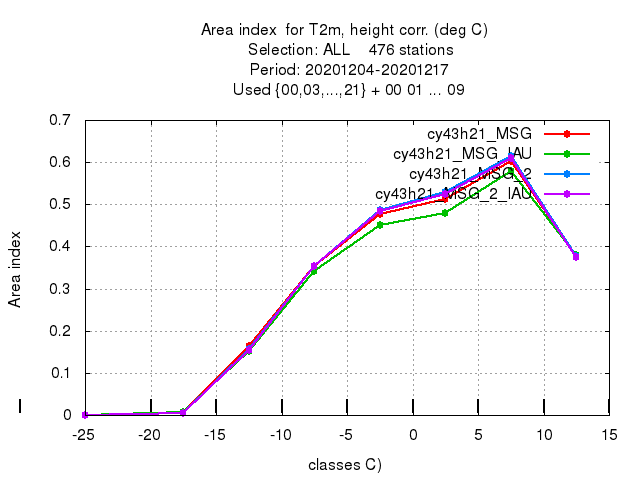 Area index  for T2m, height corr. (deg C)
Selection: ALL    476 stations
Period: 20201204-20201217
Used {00,03,...,21} + 00 01 ... 09
0.7
0.6
0.5
0.4
0.3
0.2
0.1
0
Area index
cy43h21_MSG
cy43h21_MSG_IAU
cy43h21_MSG_2
cy43h21_MSG_2_IAU
-25 -20 -15 -10 -5 0 5 10 15
classes C)